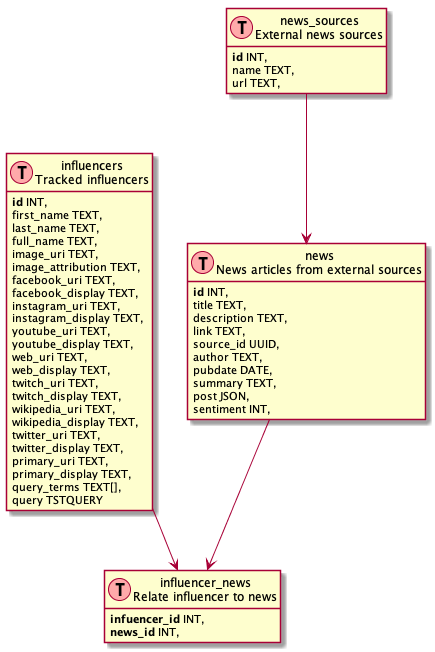 T
news_sources
External news sources
id INT,
name TEXT,
url TEXT,
T
influencers
Tracked influencers
id INT,
first_name TEXT,
last_name TEXT,
full_name TEXT,
image_uri TEXT,
image_attribution TEXT,
facebook_uri TEXT,
facebook_display TEXT,
instagram_uri TEXT,
instagram_display TEXT,
youtube_uri TEXT,
youtube_display TEXT,
web_uri TEXT,
web_display TEXT,
twitch_uri TEXT,
twitch_display TEXT,
wikipedia_uri TEXT,
wikipedia_display TEXT,
twitter_uri TEXT,
twitter_display TEXT,
primary_uri TEXT,
primary_display TEXT,
query_terms TEXT[],
query TSTQUERY
T
news
News articles from external sources
id INT,
title TEXT,
description TEXT,
link TEXT,
source_id UUID,
author TEXT,
pubdate DATE,
summary TEXT,
post JSON,
sentiment INT,
T
influencer_news
Relate influencer to news
infuencer_id INT,
news_id INT,